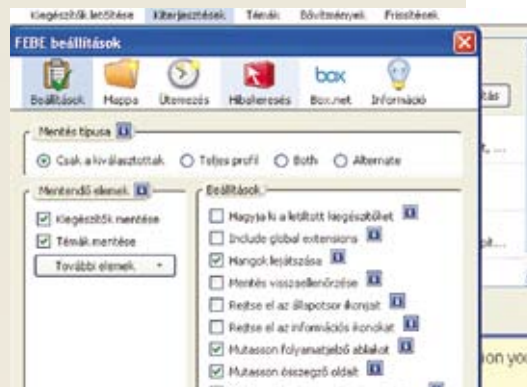 Kiegészítők letöltése Kiterjesztések Témák Bővítmények Frissítések
FEBE beállítások
Beállítások Mappa Ütemezés Hibakeresés Box.net Információ
box
Mentés típusa
Csak a kiválasztottak Teljes profil Both Alternate
Mentendő elemek
Kiegészítők mentése
Témák mentése
További elemek
Beállítások
Hagyja ki a letiltott kiegészítőket
Include global extensions
Hangok lejátszása
Mentés visszaellenőrzése
Rejtse el az állapotsor ikonjait
Rejtse el az információs ikonokat
Mutasson folyamatjelző ablakot
Mutasson összegző oldalt
ion you